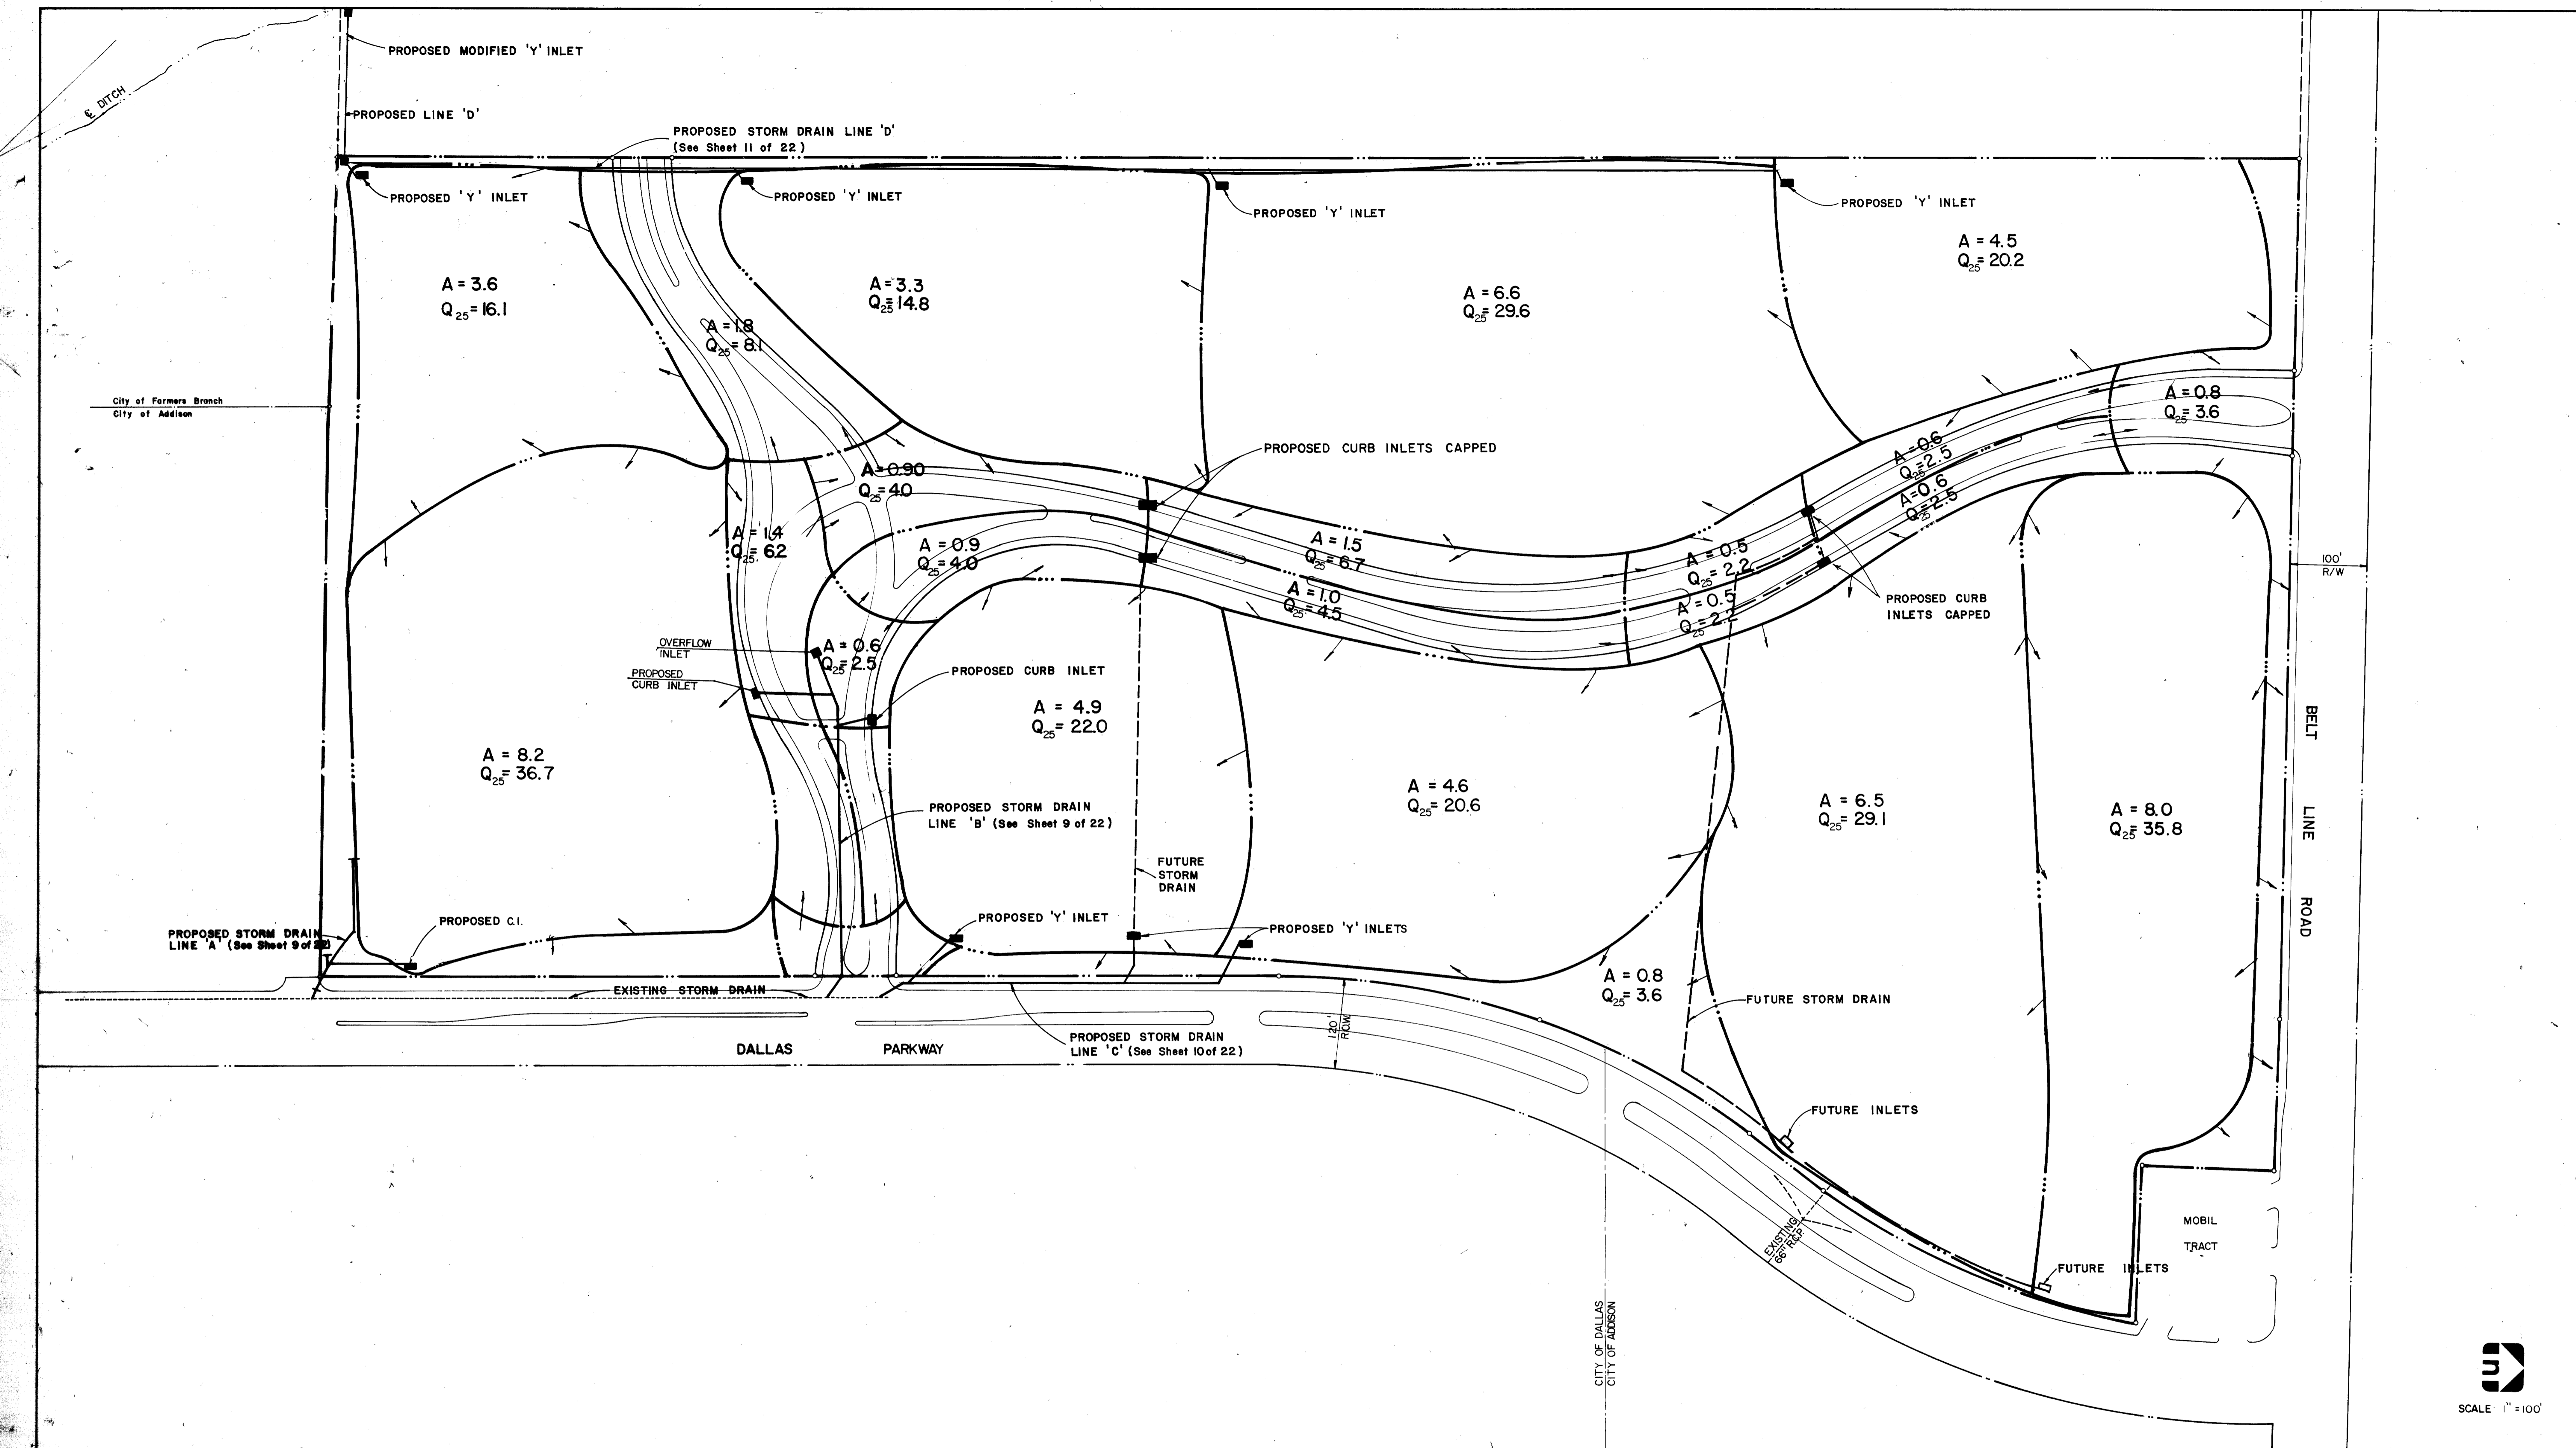 PROPOSED MODIFIED 'Y' INLET
℄ DITCH
PROPOSED LINE 'D'
PROPOSED STORM DRAIN LINE 'D'
(See Sheet 11 of 22)
PROPOSED 'Y' INLET
PROPOSED 'Y' INLET
PROPOSED 'Y' INLET
PROPOSED 'Y' INLET
A = 4.5
Q25 = 20.2
A = 3.6
Q25 = 16.1
A = 3.3
Q25 = 14.8
A = 6.6
Q25 = 29.6
A = 1.8
Q25 = 8.1
City of Farmers Branch
City of Addison
A = 0.8
Q25 = 3.6
PROPOSED CURB INLETS CAPPED
A = 0.6
Q25 = 2.5
A = 0.90
Q25 = 4.0
A = 0.6
Q25 = 2.5
A = 1.4
Q25 = 6.2
A = 0.9
Q25 = 4.0
A = 1.5
Q25 = 6.7
A = 0.5
Q25 = 2.2
100'
R/W
A = 1.0
Q25 = 4.5
A = 0.5
Q25 = 2.2
PROPOSED CURB
INLETS CAPPED
OVERFLOW
INLET
A = 0.6
Q25 = 2.5
PROPOSED
CURB INLET
PROPOSED CURB INLET
A = 4.9
Q25 = 22.0
BELT LINE ROAD
A = 8.2
Q25 = 36.7
A = 4.6
Q25 = 20.6
A = 6.5
Q25 = 29.1
A = 8.0
Q25 = 35.8
PROPOSED STORM DRAIN
LINE 'B' (See Sheet 9 of 22)
FUTURE
STORM
DRAIN
PROPOSED C.I.
PROPOSED 'Y' INLET
PROPOSED 'Y' INLETS
PROPOSED STORM DRAIN
LINE 'A' (See Sheet 9 of 22)
A = 0.8
Q25 = 3.6
EXISTING STORM DRAIN
FUTURE STORM DRAIN
120'
R.O.W.
DALLAS PARKWAY
PROPOSED STORM DRAIN
LINE 'C' (See Sheet 10 of 22)
FUTURE INLETS
EXISTING
66" R.C.P.
MOBIL
TRACT
FUTURE INLETS
CITY OF DALLAS
CITY OF ADDISON
SCALE 1" = 100'